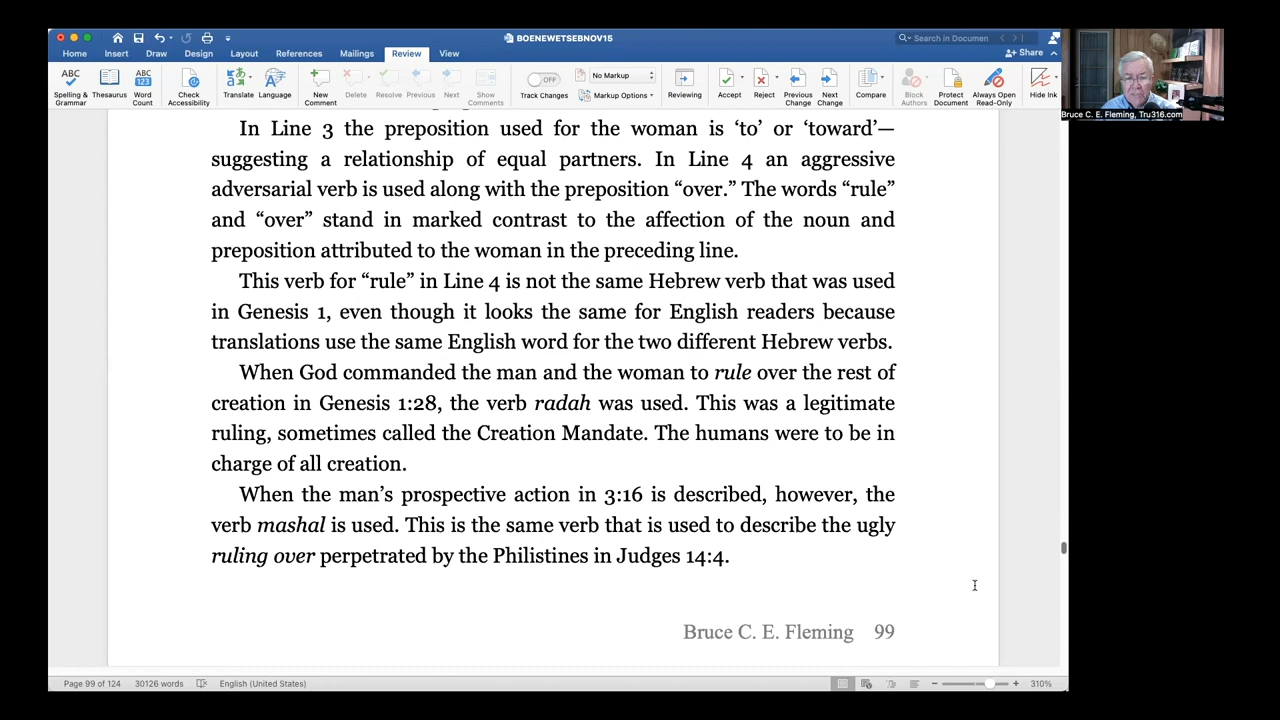 BOENEWETSEBNOV15
Search in Documen
Home Insert Draw Design Layout References Mailings Review View
Share
ABC
Spelling & Grammar
Thesaurus
ABC 123
Word Count
Check Accessibility
Translate
Language
New Comment
Delete
Resolve
Previous
Next
Show Comments
OFF
Track Changes
No Markup
Markup Options
Reviewing
Accept
Reject
Previous Change
Next Change
Compare
Block Authors
Protect Document
Always Open Read-Only
Hide Ink
Bruce C. E. Fleming, Tru316.com
In Line 3 the preposition used for the woman is ‘to’ or ‘toward’—
suggesting a relationship of equal partners. In Line 4 an aggressive
adversarial verb is used along with the preposition “over.” The words “rule”
and “over” stand in marked contrast to the affection of the noun and
preposition attributed to the woman in the preceding line.
This verb for “rule” in Line 4 is not the same Hebrew verb that was used
in Genesis 1, even though it looks the same for English readers because
translations use the same English word for the two different Hebrew verbs.
When God commanded the man and the woman to rule over the rest of
creation in Genesis 1:28, the verb radah was used. This was a legitimate
ruling, sometimes called the Creation Mandate. The humans were to be in
charge of all creation.
When the man’s prospective action in 3:16 is described, however, the
verb mashal is used. This is the same verb that is used to describe the ugly
ruling over perpetrated by the Philistines in Judges 14:4.
Bruce C. E. Fleming 99
Page 99 of 124 30126 words English (United States) 310%